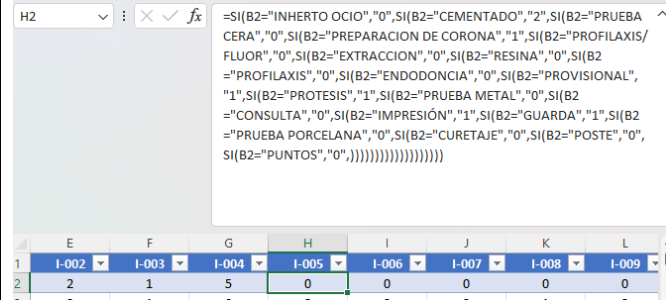 H2
fx
=SI(B2="INHERTO OCIO","0",SI(B2="CEMENTADO","2",SI(B2="PRUEBA
CERA","0",SI(B2="PREPARACION DE CORONA","1",SI(B2="PROFILAXIS/
FLUOR","0",SI(B2="EXTRACCION","0",SI(B2="RESINA","0",SI(B2
="PROFILAXIS","0",SI(B2="ENDODONCIA","0",SI(B2="PROVISIONAL",
"1",SI(B2="PROTESIS","1",SI(B2="PRUEBA METAL","0",SI(B2
="CONSULTA","0",SI(B2="IMPRESIÓN","1",SI(B2="GUARDA","1",SI(B2
="PRUEBA PORCELANA","0",SI(B2="CURETAJE","0",SI(B2="POSTE","0",
SI(B2="PUNTOS","0",)))))))))))))))))))
E F G H I J K L
1 I-002 I-003 I-004 I-005 I-006 I-007 I-008 I-009
2 2 1 5 0 0 0 0 0